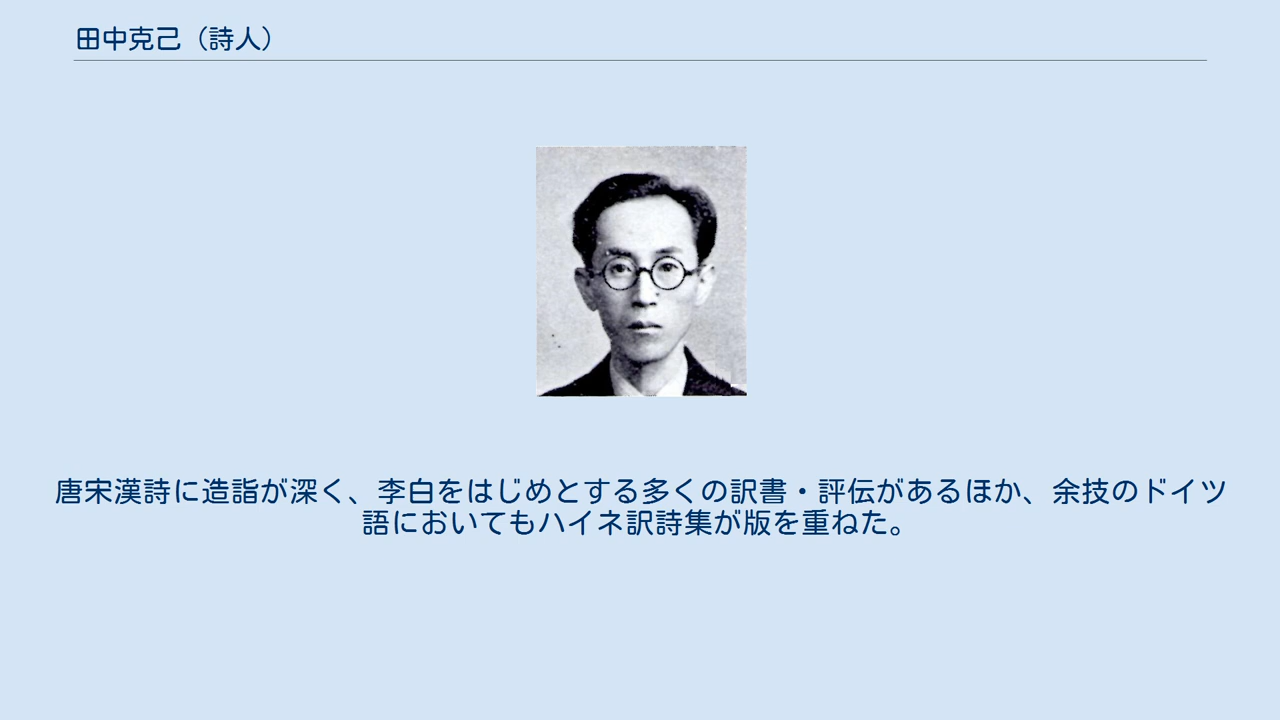 田中克己（詩人）
唐宋漢詩に造詣が深く、李白をはじめとする多くの訳書・評伝があるほか、余技のドイツ
語においてもハイネ訳詩集が版を重ねた。